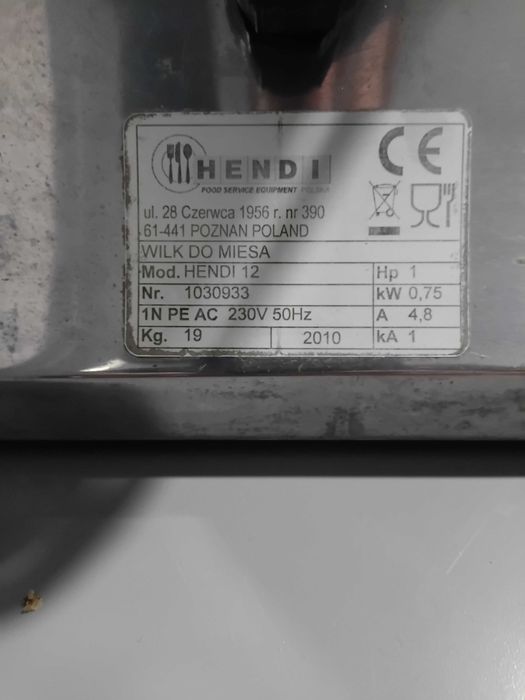 HENDI
FOOD SERVICE EQUIPMENT POLSKA
ul. 28 Czerwca 1956 r. nr 390
61-441 POZNAN POLAND
CE
WILK DO MIESA
Mod. HENDI 12 Hp 1
Nr. 1030933 kW 0,75
1N PE AC 230V 50Hz A 4,8
Kg. 19 2010 kA 1